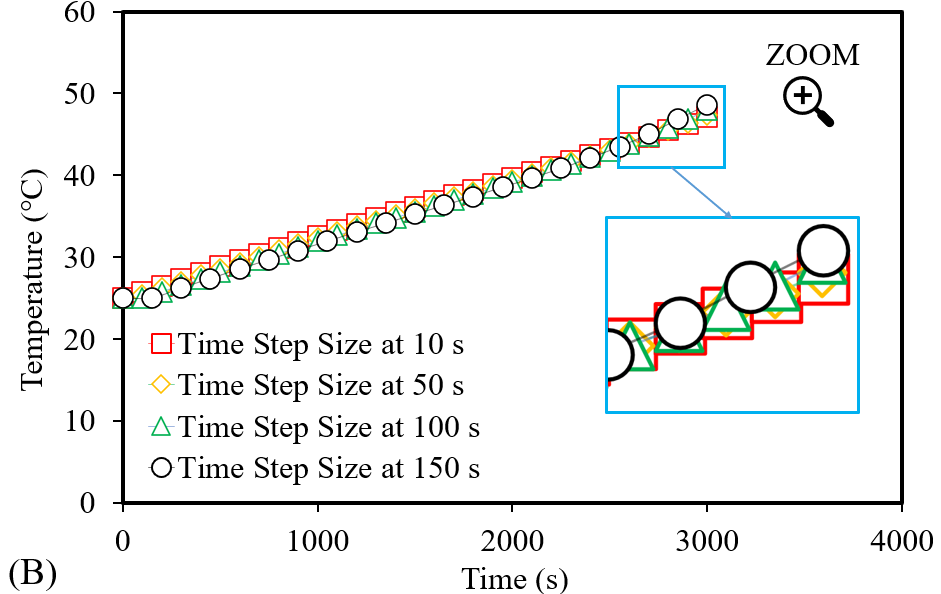 60
ZOOM
50
40
30
20
10
0
Temperature (°C)
Time Step Size at 10 s
Time Step Size at 50 s
Time Step Size at 100 s
Time Step Size at 150 s
0 1000 2000 3000 4000
Time (s)
(B)